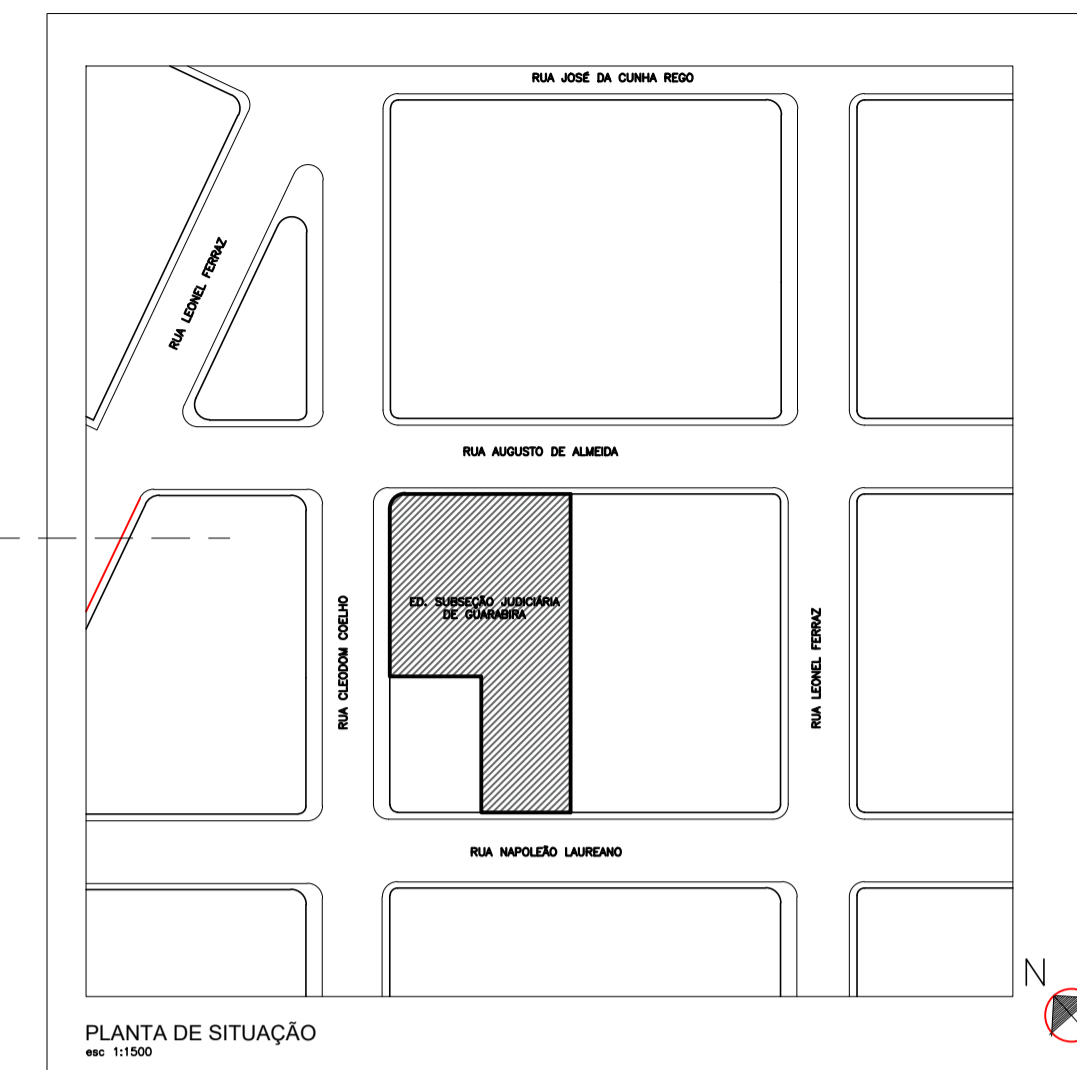 RUA JOSÉ DA CUNHA REGO
RUA LEONEL FERRAZ
RUA AUGUSTO DE ALMEIDA
ED. SUBSEÇÃO JUDICIÁRIA
DE GUARABIRA
RUA CLEODOM COELHO
RUA LEONEL FERRAZ
RUA NAPOLEÃO LAUREANO
N
PLANTA DE SITUAÇÃO
esc 1:1500